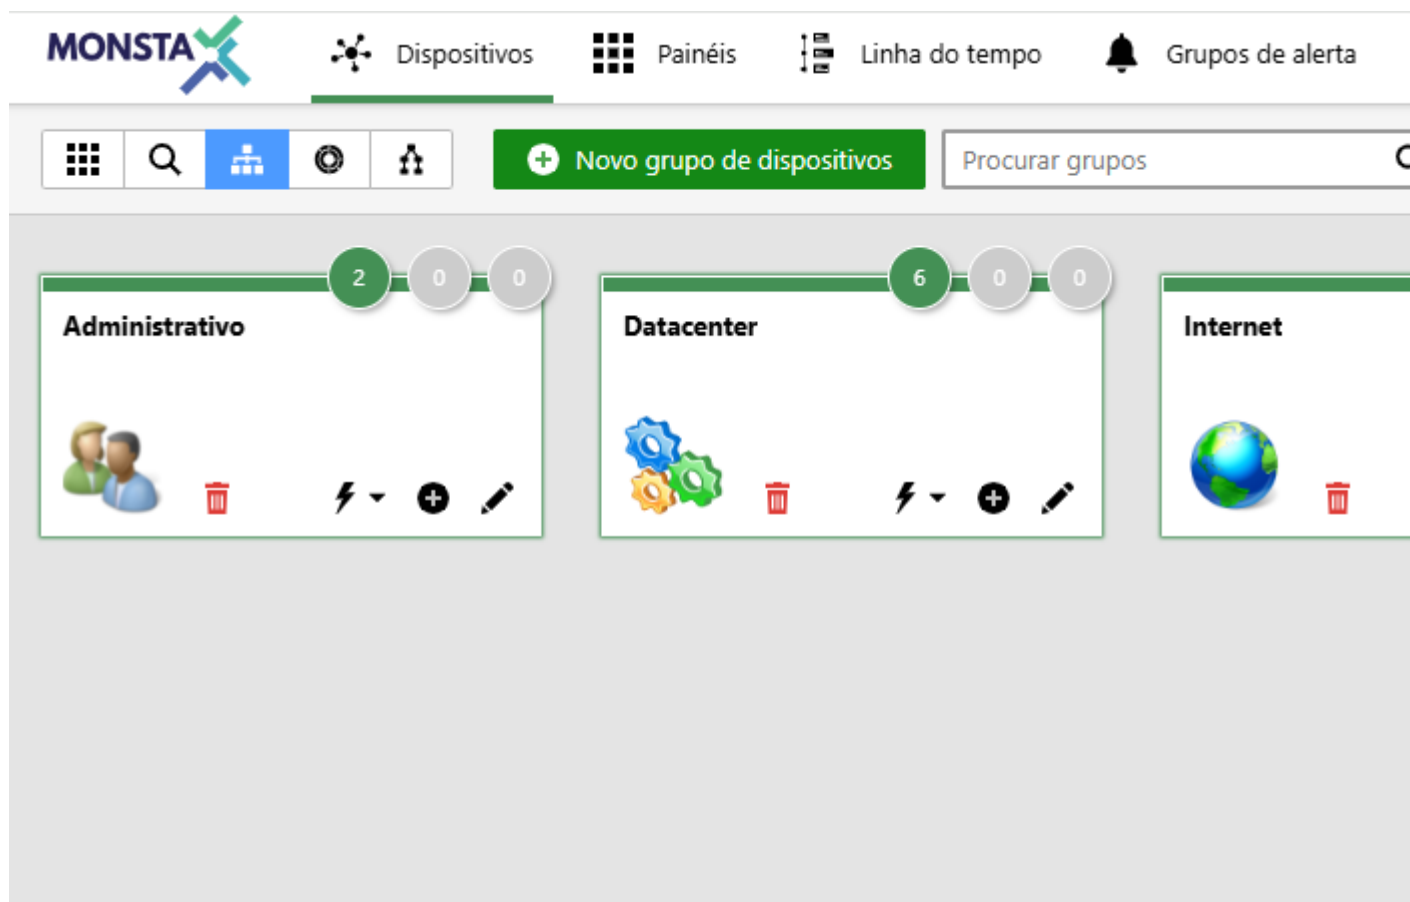 MONSTA
Dispositivos
Painéis
Linha do tempo
Grupos de alerta
Novo grupo de dispositivos
Procurar grupos
2
0
0
6
0
0
Administrativo
Datacenter
Internet